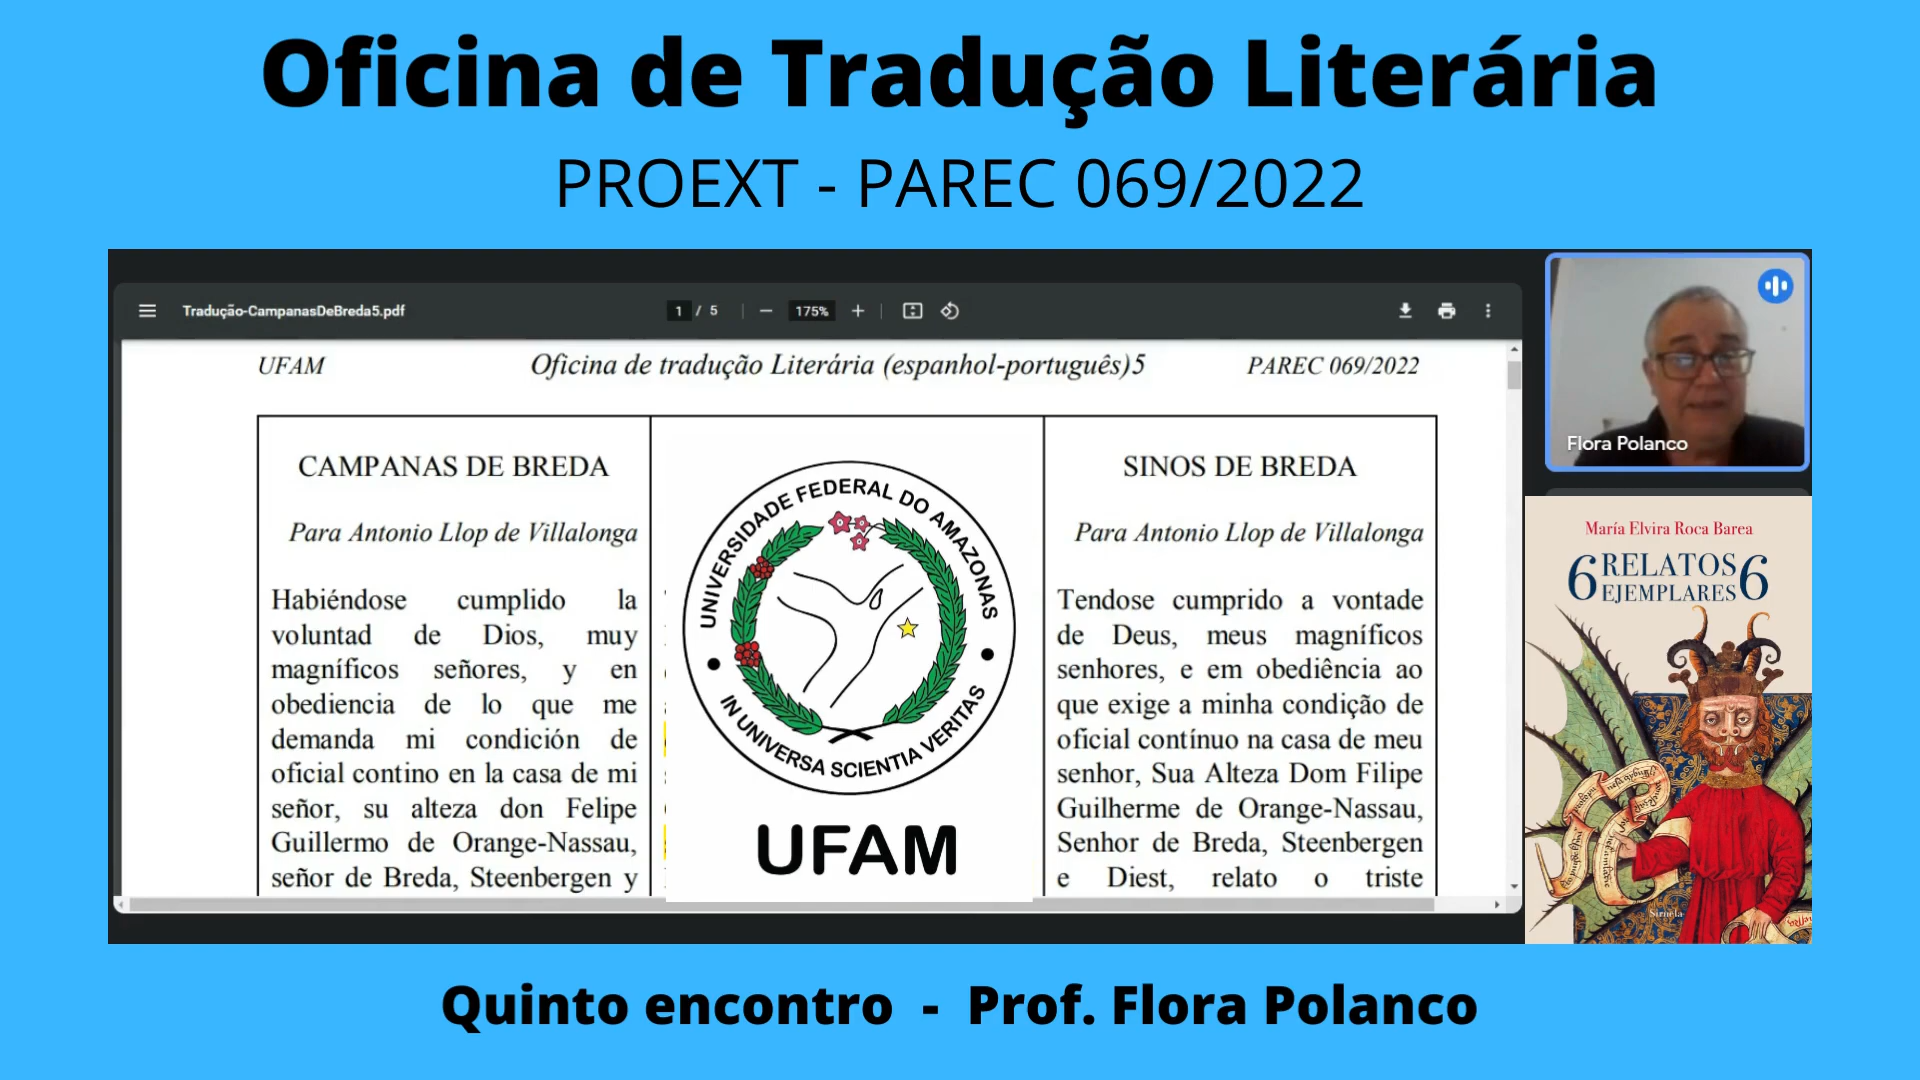 Oficina de Tradução Literária
PROEXT - PAREC 069/2022
Tradução-CampanasDeBreda5.pdf
1 / 5
175%
UFAM
Oficina de tradução Literária (espanhol-português)5
PAREC 069/2022
CAMPANAS DE BREDA
Para Antonio Llop de Villalonga
Habiéndose cumplido la
voluntad de Dios, muy
magníficos señores, y en
obediencia de lo que me
demanda mi condición de
oficial contino en la casa de mi
señor, su alteza don Felipe
Guillermo de Orange-Nassau,
señor de Breda, Steenbergen y
UNIVERSIDADE FEDERAL DO AMAZONAS
IN UNIVERSA SCIENTIA VERITAS
UFAM
SINOS DE BREDA
Para Antonio Llop de Villalonga
Tendose cumprido a vontade
de Deus, meus magníficos
senhores, e em obediência ao
que exige a minha condição de
oficial contínuo na casa de meu
senhor, Sua Alteza Dom Filipe
Guilherme de Orange-Nassau,
Senhor de Breda, Steenbergen
e Diest, relato o triste
Flora Polanco
María Elvira Roca Barea
6 RELATOS 6
EJEMPLARES
Siruela
Quinto encontro - Prof. Flora Polanco